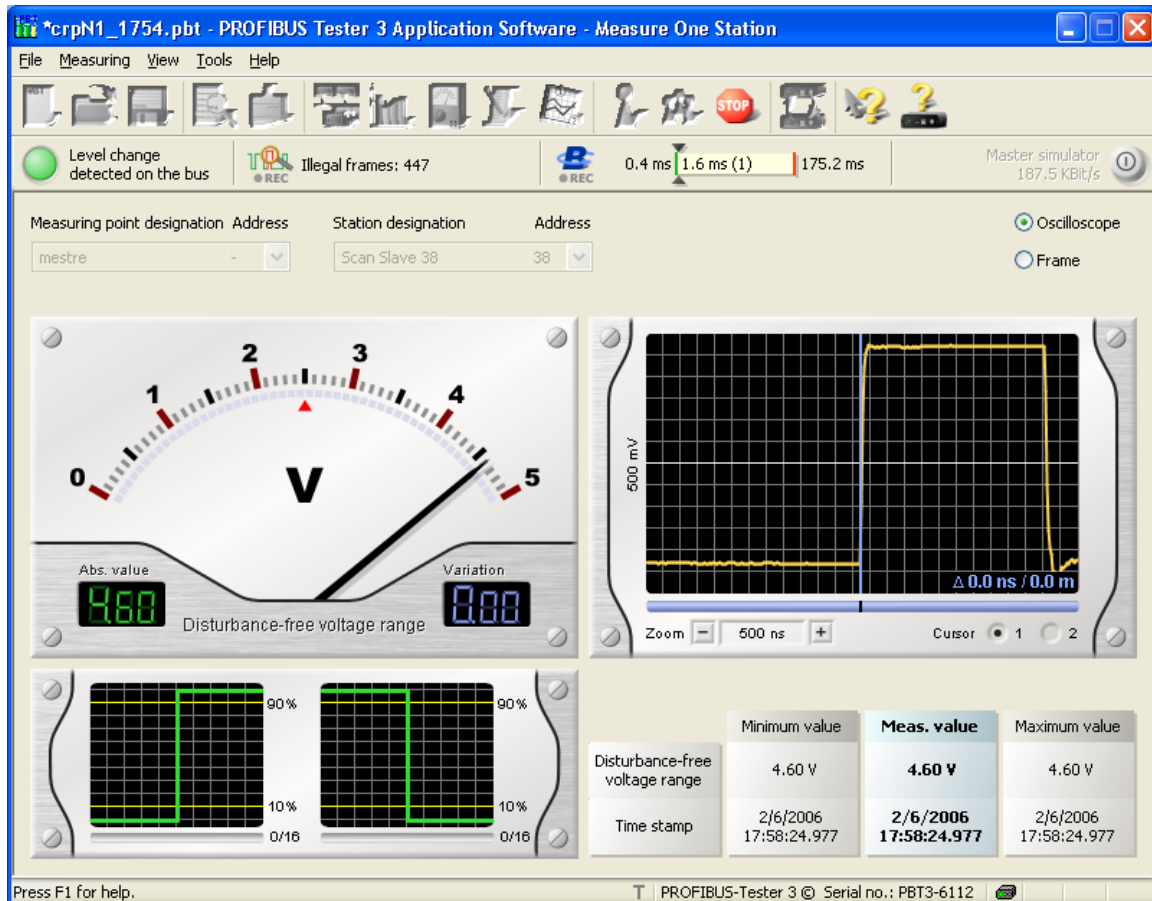 *crpN1_1754.pbt - PROFIBUS Tester 3 Application Software - Measure One Station
File Measuring View Tools Help
STOP
Level change
detected on the bus
REC
Illegal frames: 447
REC
0.4 ms 1.6 ms (1) 175.2 ms
Master simulator
187.5 KBit/s
Measuring point designation Address Station designation Address
mestre - Scan Slave 38 38
Oscilloscope
Frame
0 1 2 3 4 5
V
Abs. value
4.60
Variation
0.00
Disturbance-free voltage range
500 mV
Δ 0.0 ns / 0.0 m
Zoom - 500 ns + Cursor 1 2
90%
10%
0/16
90%
10%
0/16
Minimum value Meas. value Maximum value
Disturbance-free
voltage range
4.60 V 4.60 V 4.60 V
Time stamp
2/6/2006
17:58:24.977
2/6/2006
17:58:24.977
2/6/2006
17:58:24.977
Press F1 for help. T PROFIBUS-Tester 3 © Serial no.: PBT3-6112